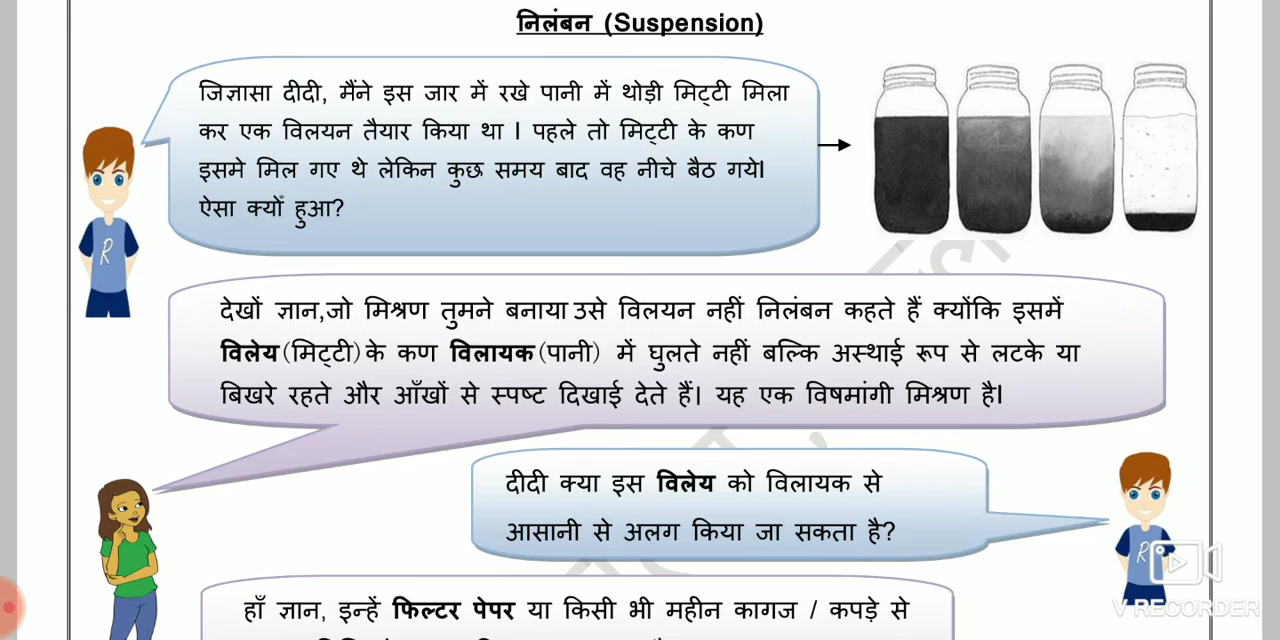 निलंबन (Suspension)
जिज्ञासा दीदी, मैंने इस जार में रखे पानी में थोड़ी मिट्टी मिला
कर एक विलयन तैयार किया था । पहले तो मिट्टी के कण
इसमे मिल गए थे लेकिन कुछ समय बाद वह नीचे बैठ गये।
ऐसा क्योँ हुआ?
R
देखों ज्ञान,जो मिश्रण तुमने बनाया उसे विलयन नहीं निलंबन कहते हैं क्योंकि इसमें
विलेय(मिट्टी)के कण विलायक(पानी) में घुलते नहीं बल्कि अस्थाई रूप से लटके या
बिखरे रहते और आँखों से स्पष्ट दिखाई देते हैं। यह एक विषमांगी मिश्रण है।
दीदी क्या इस विलेय को विलायक से
आसानी से अलग किया जा सकता है?
R
V RECORDER
हाँ ज्ञान, इन्हें फिल्टर पेपर या किसी भी महीन कागज / कपड़े से